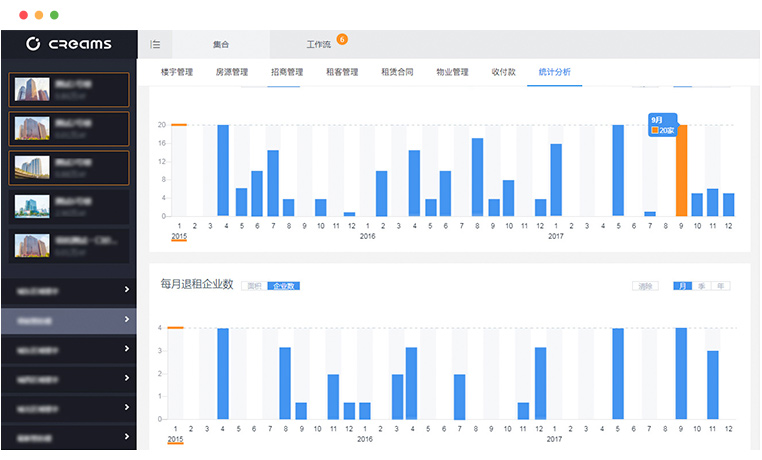 CREAMS
集合
工作流
6
楼宇管理 房源管理 招商管理 租客管理 租赁合同 物业管理 收付款 统计分析
20
16
12
8
4
0
9月
20家
1 2 3 4 5 6 7 8 9 10 11 12 1 2 3 4 5 6 7 8 9 10 11 12 1 2 3 4 5 6 7 8 9 10 11 12
2015 2016 2017
每月退租企业数 面积 企业数 清除 月 季 年
4
3
2
1
0
1 2 3 4 5 6 7 8 9 10 11 12 1 2 3 4 5 6 7 8 9 10 11 12 1 2 3 4 5 6 7 8 9 10 11 12
2015 2016 2017